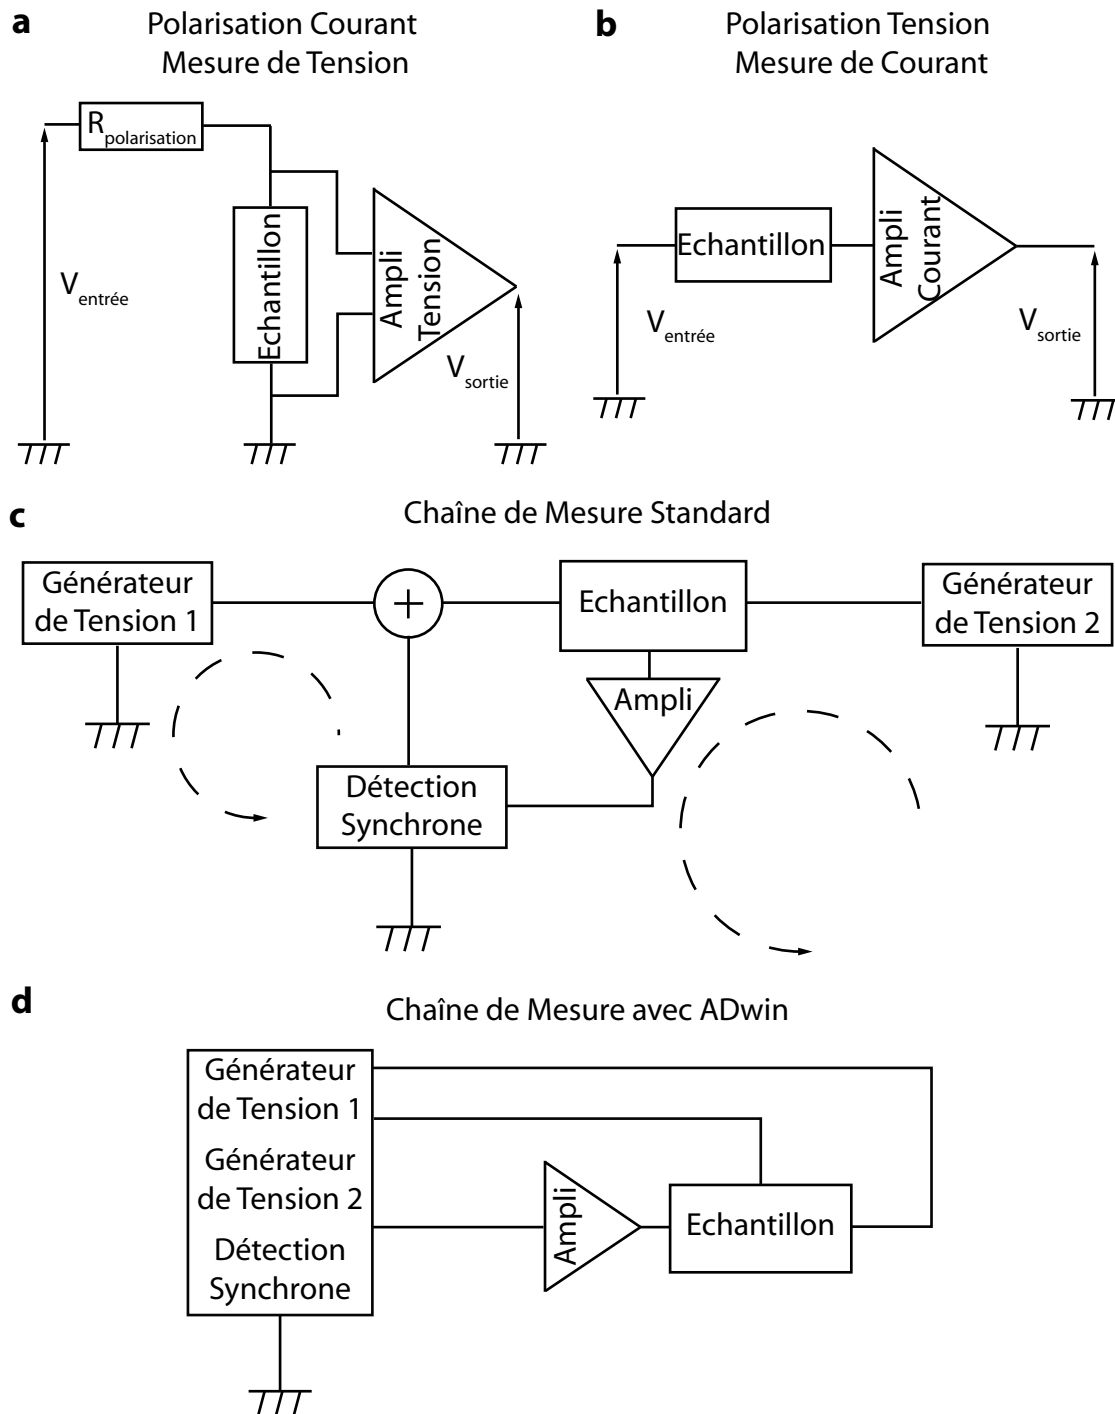 a
Polarisation Courant
Mesure de Tension
R polarisation
V entrée
Echantillon
Ampli
Tension
V sortie
b
Polarisation Tension
Mesure de Courant
Echantillon
Ampli
Courant
V entrée
V sortie
c
Chaîne de Mesure Standard
Générateur
de Tension 1
+
Echantillon
Générateur
de Tension 2
Ampli
Détection
Synchrone
d
Chaîne de Mesure avec ADwin
Générateur
de Tension 1
Générateur
de Tension 2
Détection
Synchrone
Ampli
Echantillon